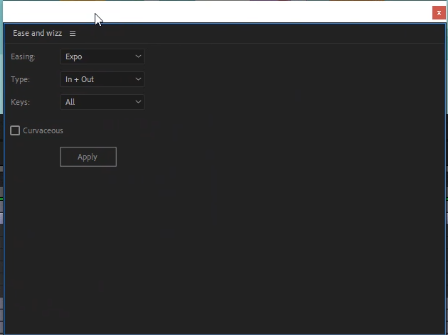 x
Ease and wizz
Easing: Expo
Type: In + Out
Keys: All
Curvaceous
Apply